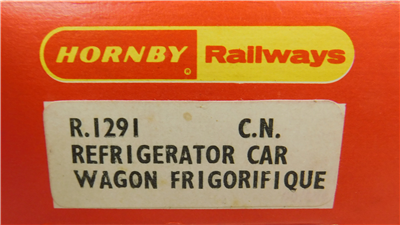 HORNBY Railways
©
R.1291 C.N.
REFRIGERATOR CAR
WAGON FRIGORIFIQUE